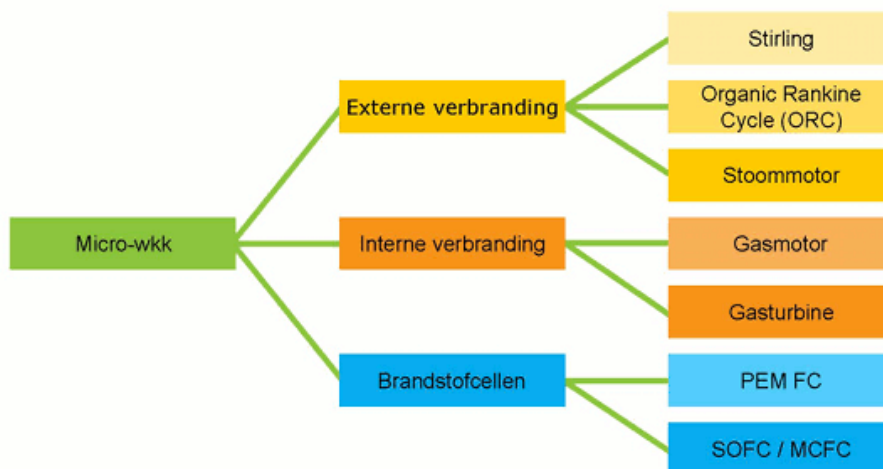 Stirling
Externe verbranding
Organic Rankine
Cycle (ORC)
Stoommotor
Micro-wkk
Interne verbranding
Gasmotor
Gasturbine
Brandstofcellen
PEM FC
SOFC / MCFC